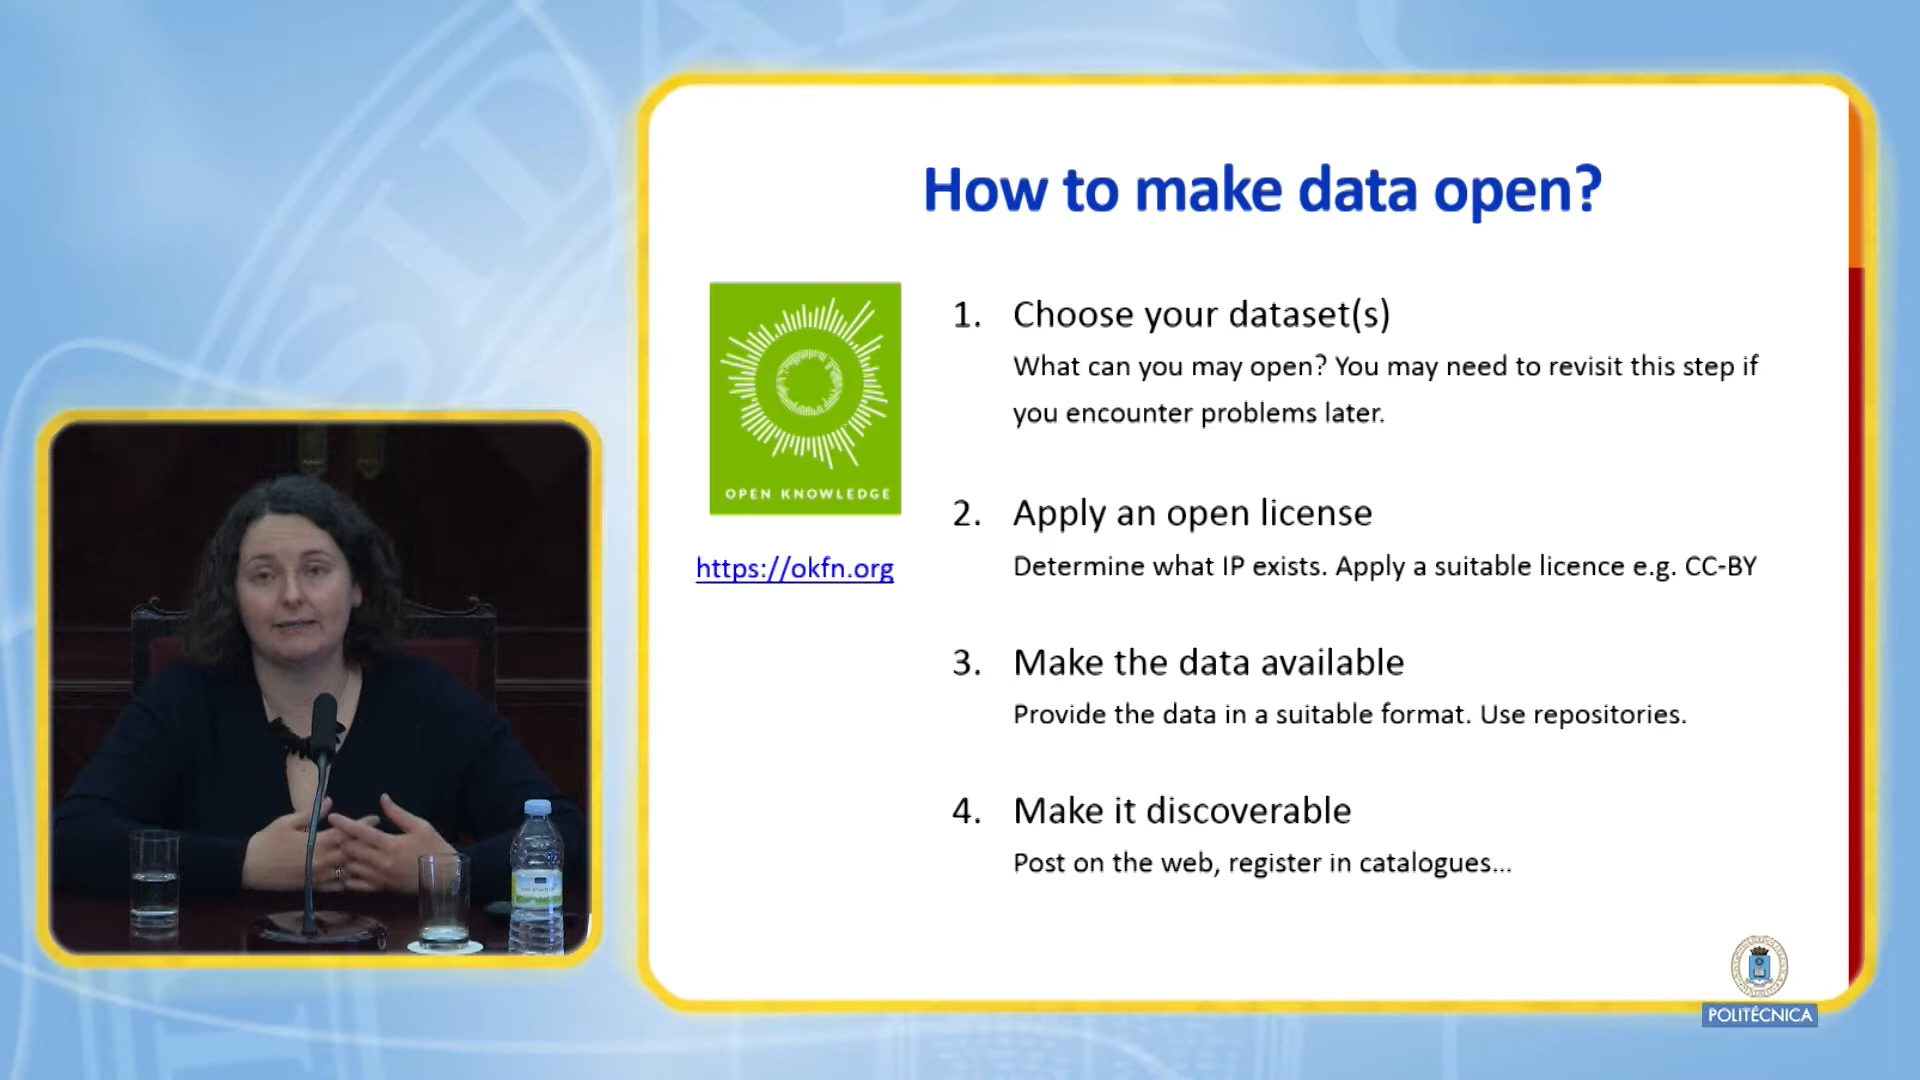 How to make data open?
OPEN KNOWLEDGE
https://okfn.org
1. Choose your dataset(s)
What can you may open? You may need to revisit this step if
you encounter problems later.
2. Apply an open license
Determine what IP exists. Apply a suitable licence e.g. CC-BY
3. Make the data available
Provide the data in a suitable format. Use repositories.
4. Make it discoverable
Post on the web, register in catalogues...
POLITÉCNICA